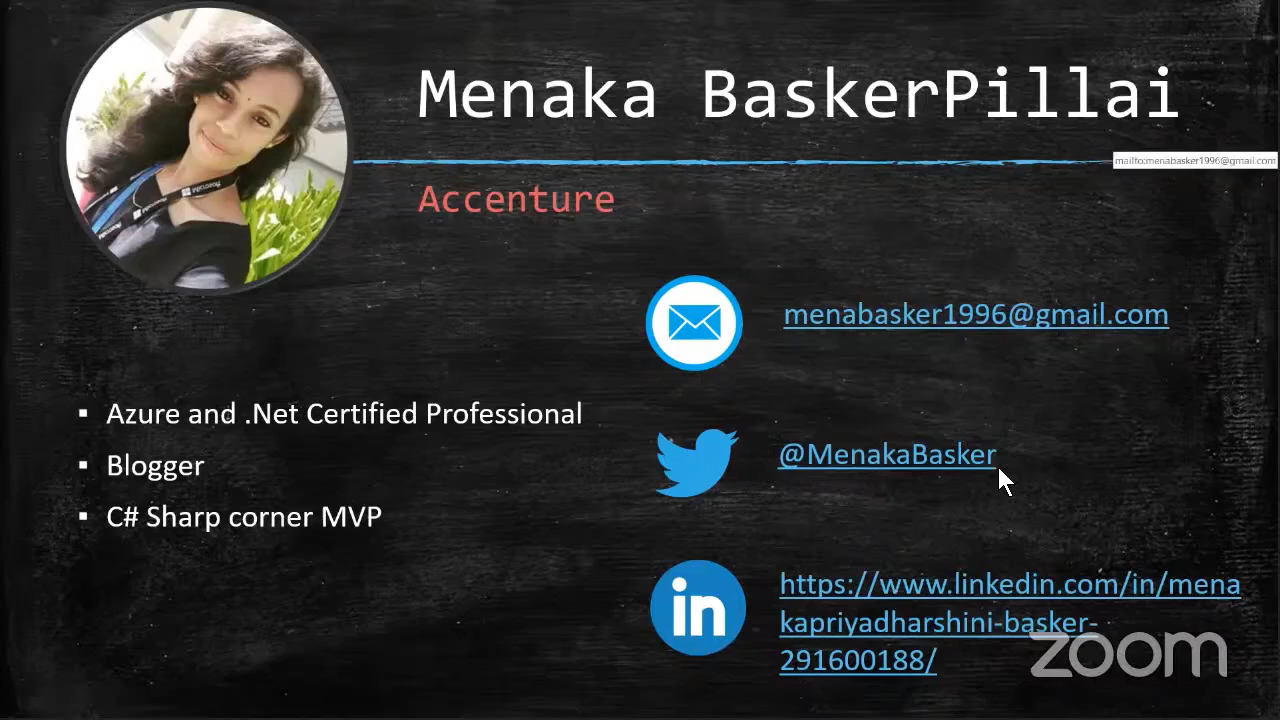 Menaka BaskerPillai
mailto:menabasker1996@gmail.com
Accenture
menabasker1996@gmail.com
▪ Azure and .Net Certified Professional
▪ Blogger
▪ C# Sharp corner MVP
@MenakaBasker
in
https://www.linkedin.com/in/mena
kapriyadharshini-basker-
291600188/
zoom